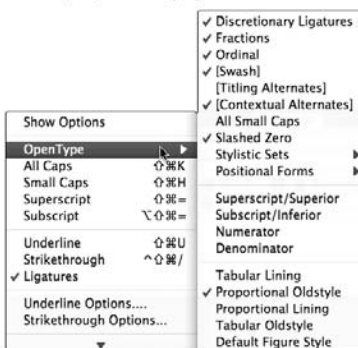 Show Options
OpenType
All Caps ⇧⌘K
Small Caps ⇧⌘H
Superscript ⇧⌘=
Subscript ⌥⇧⌘=
Underline ⇧⌘U
Strikethrough ^⇧⌘/
✓ Ligatures
Underline Options....
Strikethrough Options...
✓ Discretionary Ligatures
✓ Fractions
✓ Ordinal
✓ [Swash]
[Titling Alternates]
✓ [Contextual Alternates]
All Small Caps
✓ Slashed Zero
Stylistic Sets
Positional Forms
Superscript/Superior
Subscript/Inferior
Numerator
Denominator
Tabular Lining
✓ Proportional Oldstyle
Proportional Lining
Tabular Oldstyle
Default Figure Style